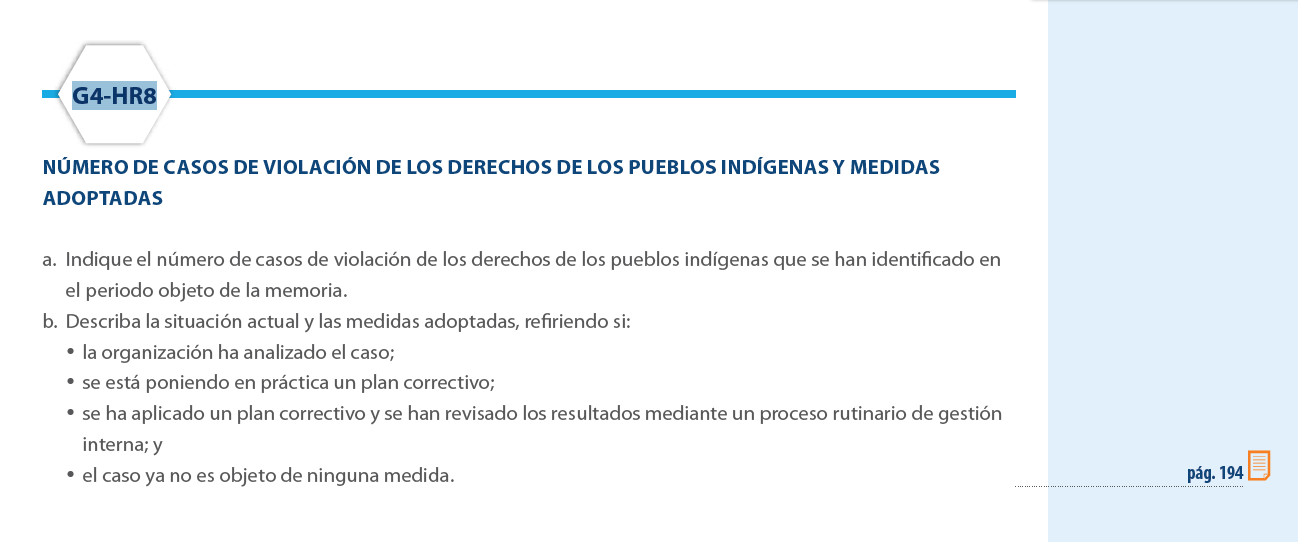 G4-HR8
NÚMERO DE CASOS DE VIOLACIÓN DE LOS DERECHOS DE LOS PUEBLOS INDÍGENAS Y MEDIDAS
ADOPTADAS
a. Indique el número de casos de violación de los derechos de los pueblos indígenas que se han identificado en
el periodo objeto de la memoria.
b. Describa la situación actual y las medidas adoptadas, refiriendo si:
• la organización ha analizado el caso;
• se está poniendo en práctica un plan correctivo;
• se ha aplicado un plan correctivo y se han revisado los resultados mediante un proceso rutinario de gestión
interna; y
• el caso ya no es objeto de ninguna medida.
pág. 194